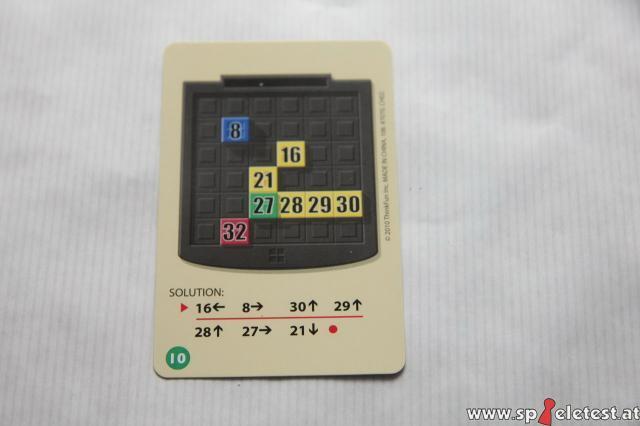 8
16
21
27 28 29 30
32
© 2010 ThinkFun Inc. MADE IN CHINA,
SOLUTION:
▶ 16← 8→ 30↑ 29↑
28↑ 27→ 21↓ ●
10
www.spieletest.at